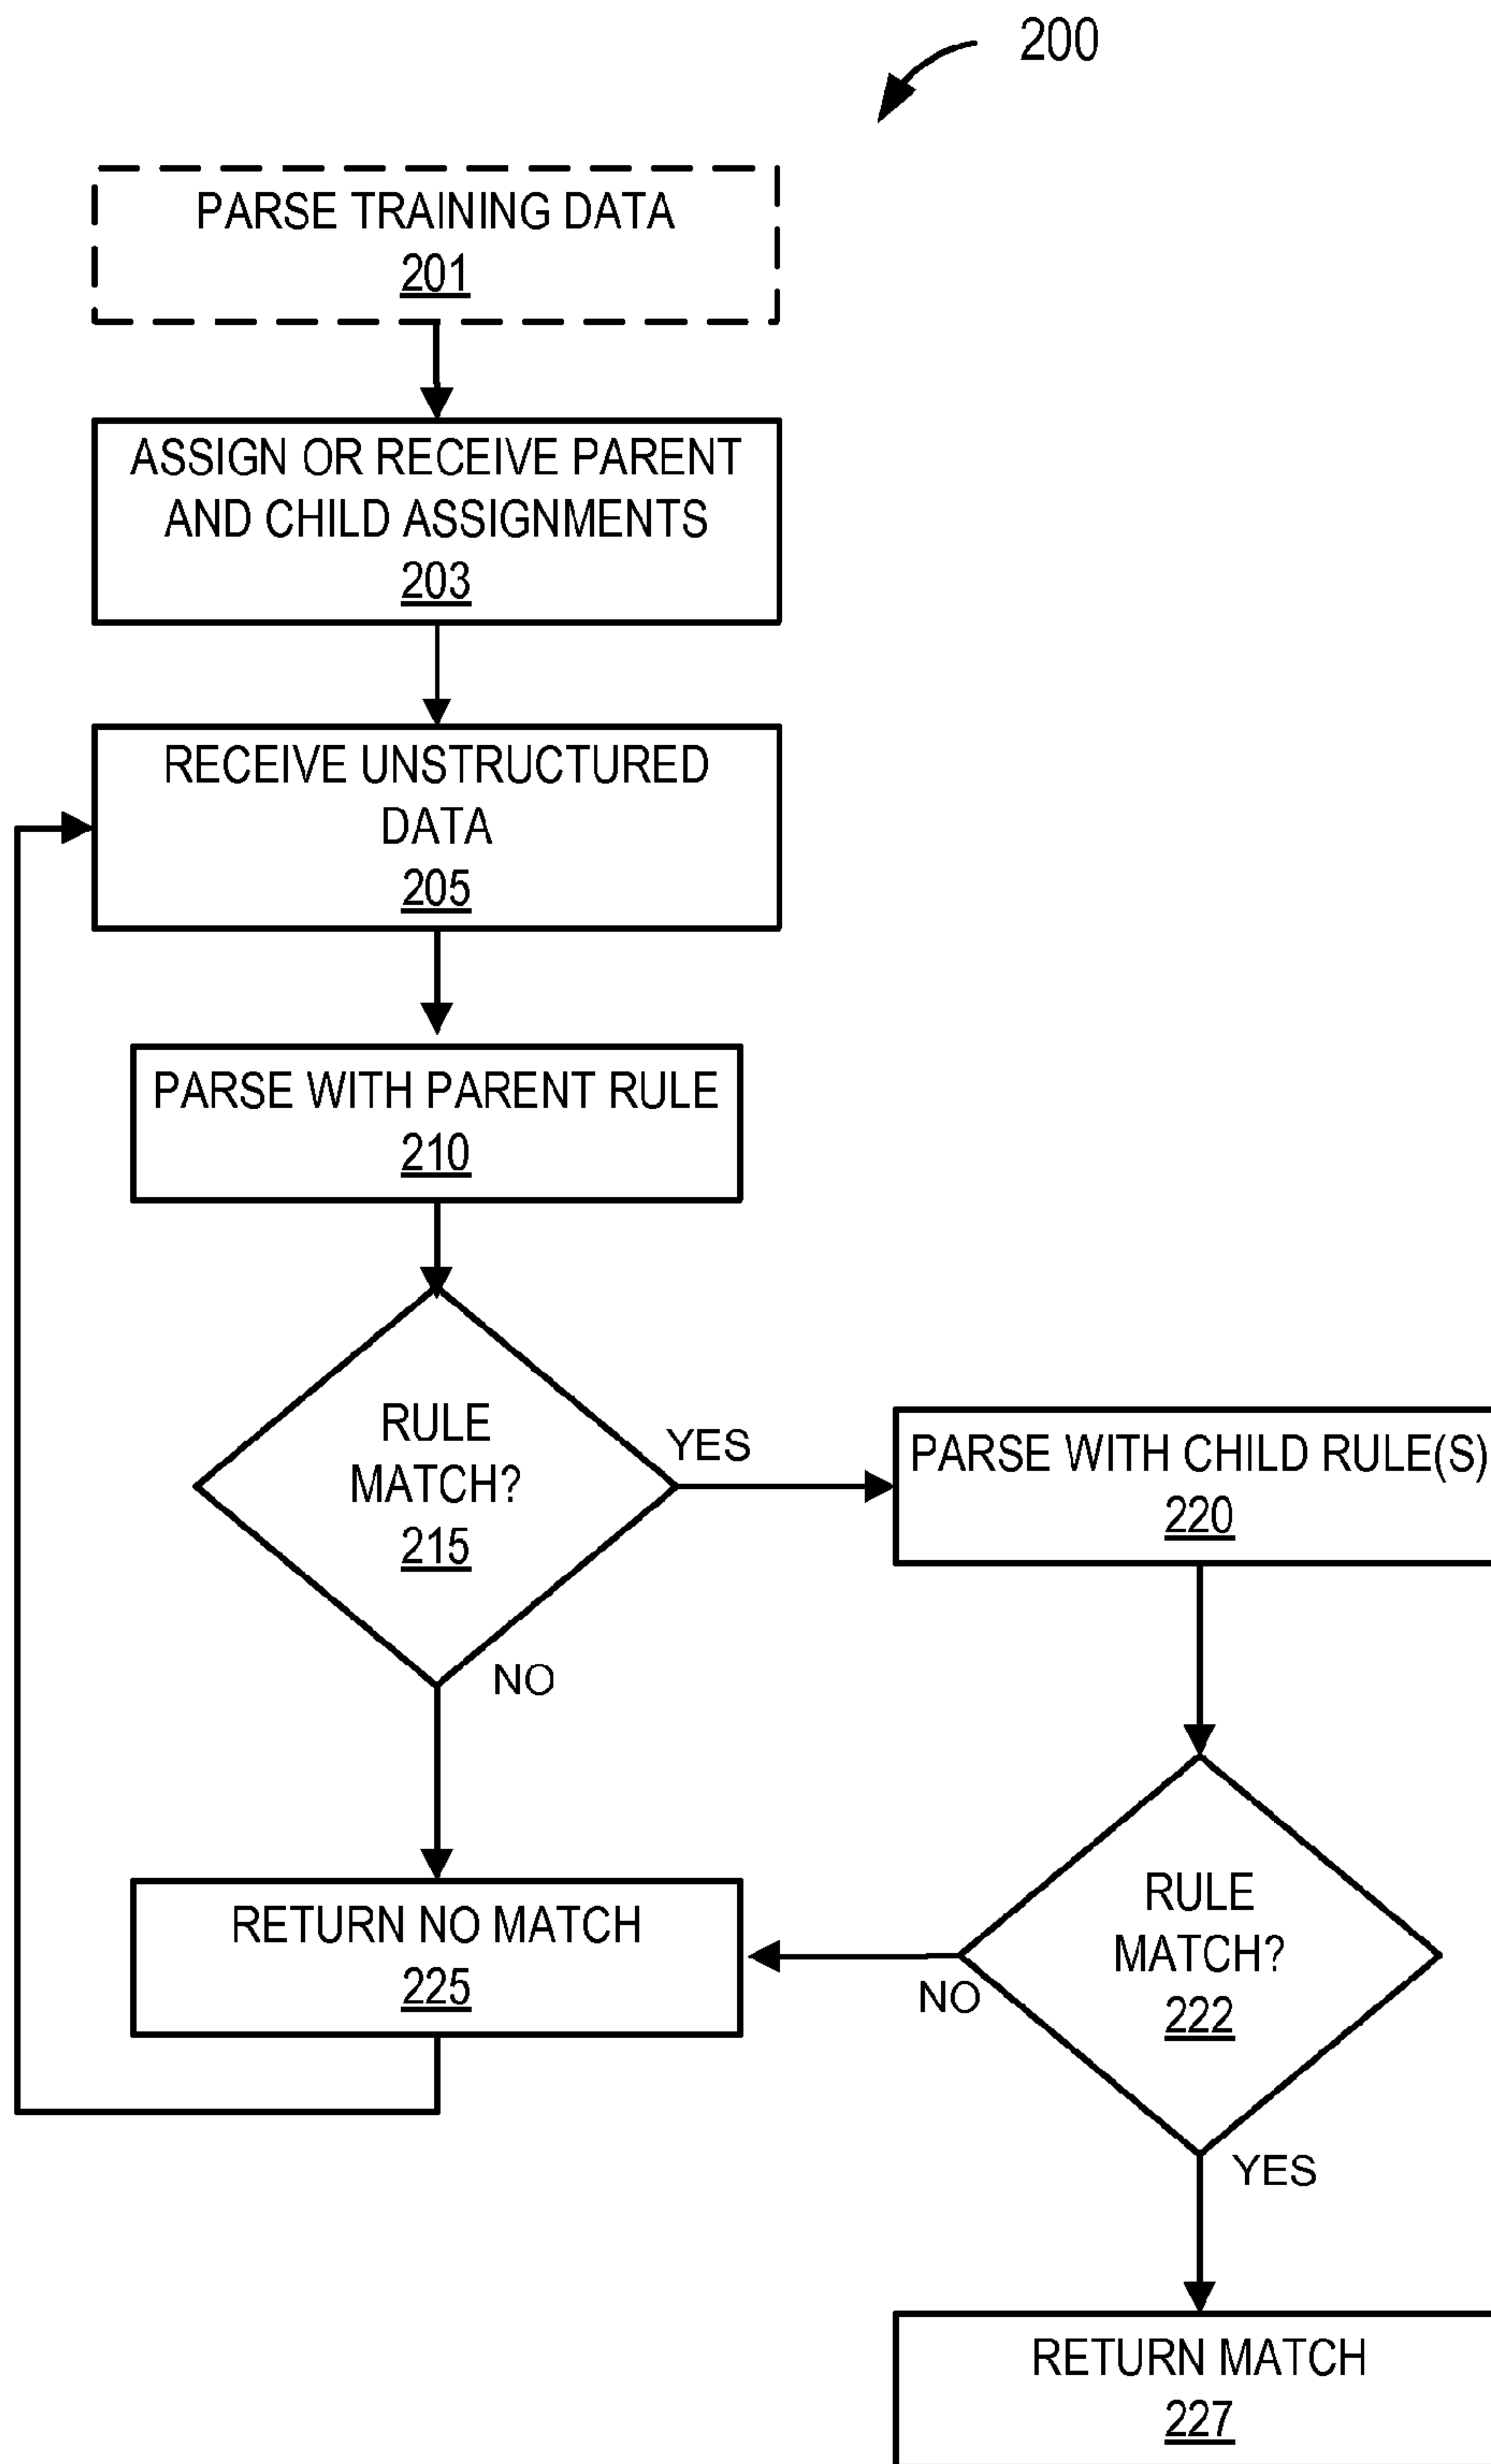 200
PARSE TRAINING DATA
201
ASSIGN OR RECEIVE PARENT
AND CHILD ASSIGNMENTS
203
RECEIVE UNSTRUCTURED
DATA
205
PARSE WITH PARENT RULE
210
RULE
MATCH?
215
YES
NO
PARSE WITH CHILD RULE(S)
220
RULE
MATCH?
222
NO
YES
RETURN NO MATCH
225
RETURN MATCH
227